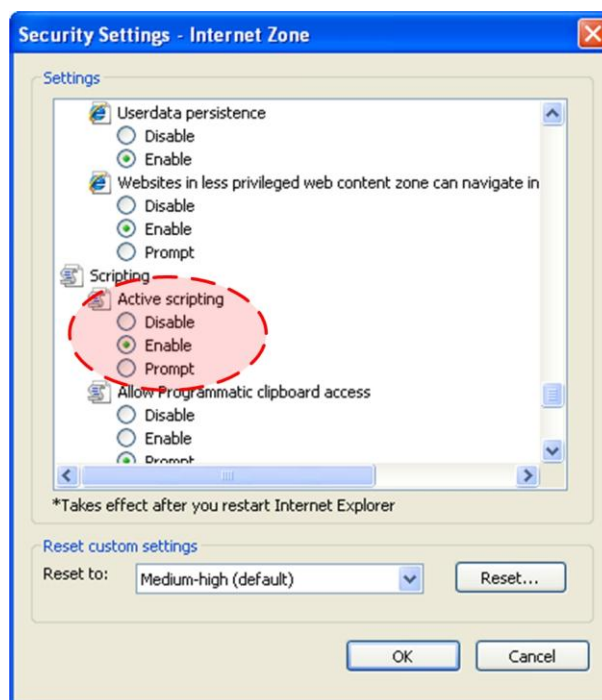 Security Settings - Internet Zone
Settings
Userdata persistence
Disable
Enable
Websites in less privileged web content zone can navigate in
Disable
Enable
Prompt
Scripting
Active scripting
Disable
Enable
Prompt
Allow Programmatic clipboard access
Disable
Enable
Prompt
*Takes effect after you restart Internet Explorer
Reset custom settings
Reset to:
Medium-high (default)
Reset...
OK
Cancel